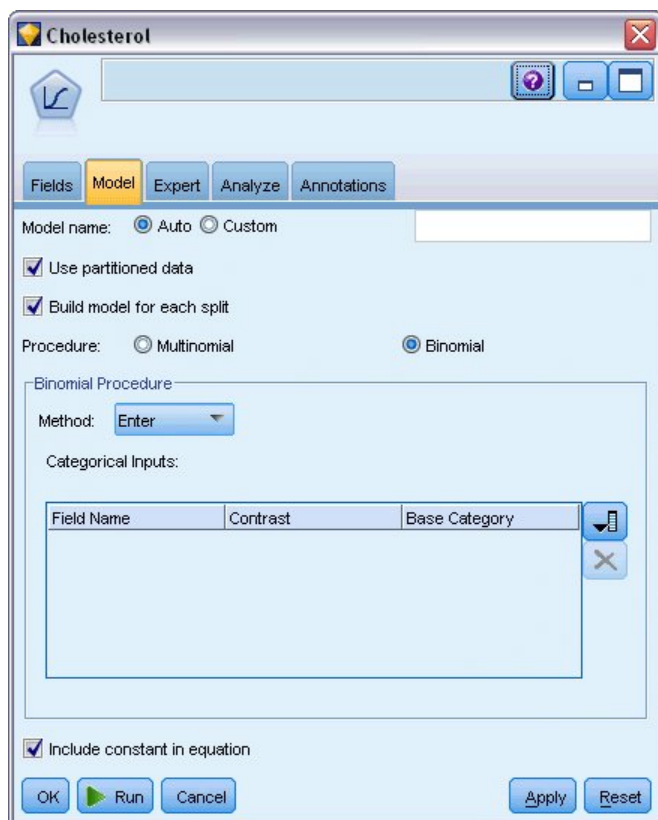 Cholesterol
Fields Model Expert Analyze Annotations
Model name: Auto Custom
Use partitioned data
Build model for each split
Procedure: Multinomial Binomial
Binomial Procedure
Method: Enter
Categorical Inputs:
Field Name Contrast Base Category
Include constant in equation
OK Run Cancel Apply Reset